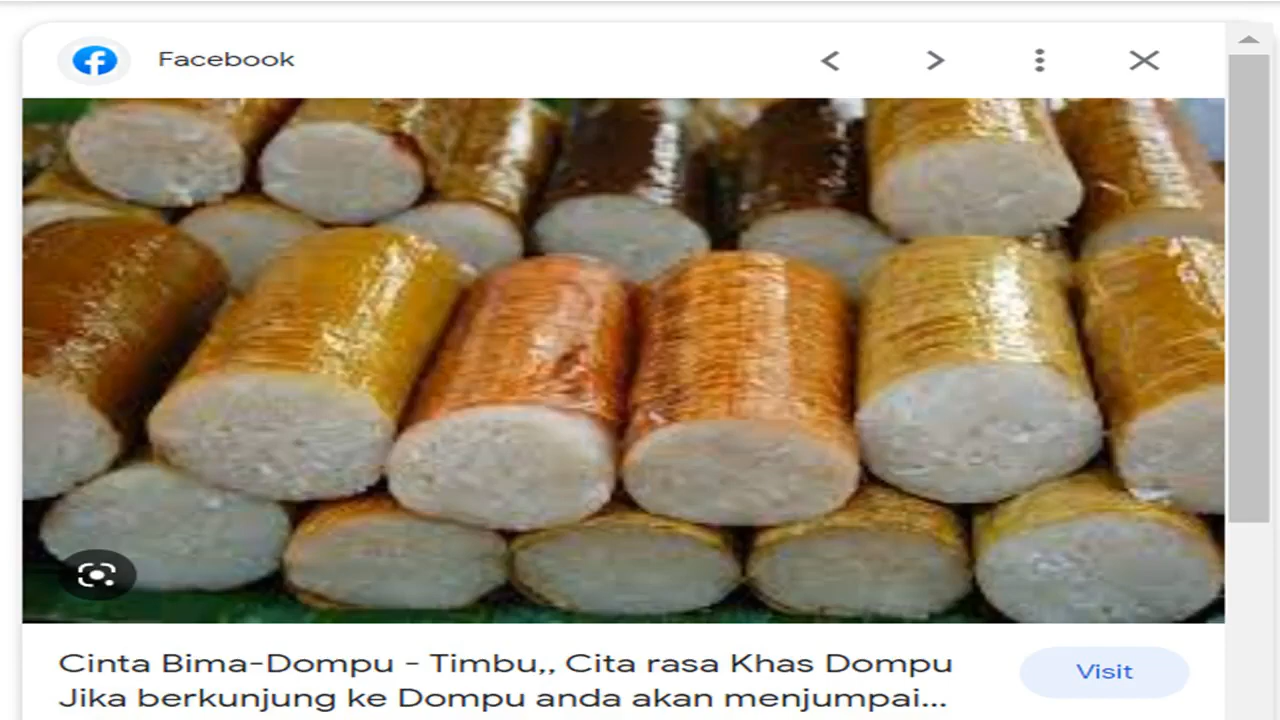 Facebook
Cinta Bima-Dompu - Timbu,, Cita rasa Khas Dompu
Jika berkunjung ke Dompu anda akan menjumpai...
Visit